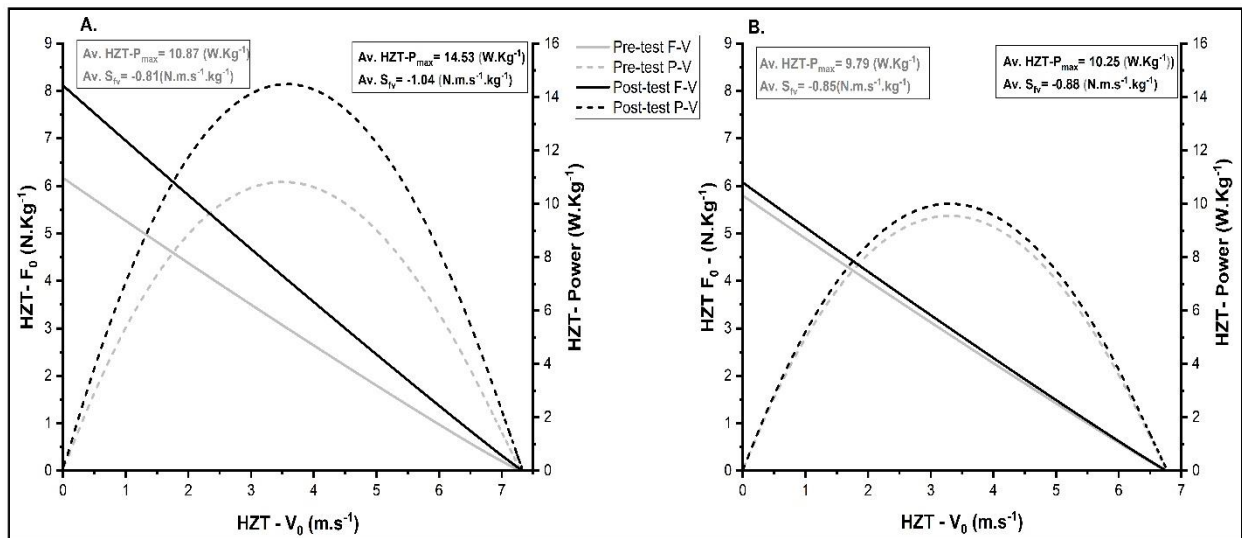 A.
Av. HZT-Pmax= 10.87 (W.Kg-1)
Av. Sfv= -0.81(N.m.s-1.kg-1)
Av. HZT-Pmax= 14.53 (W.Kg-1)
Av. Sfv= -1.04 (N.m.s-1.kg-1)
9
8
7
6
5
4
3
2
1
0
HZT- F0 (N.Kg-1)
0 1 2 3 4 5 6 7
HZT - V0 (m.s-1)
16
14
12
10
8
6
4
2
0
HZT- Power (W.Kg-1)
Pre-test F-V
Pre-test P-V
Post-test F-V
Post-test P-V
B.
Av. HZT-Pmax= 9.79 (W.Kg-1)
Av. Sfv= -0.85(N.m.s-1.kg-1)
Av. HZT-Pmax= 10.25 (W.Kg-1)
Av. Sfv= -0.88 (N.m.s-1.kg-1)
9
8
7
6
5
4
3
2
1
0
HZT F0 - (N.Kg-1)
0 1 2 3 4 5 6 7
HZT - V0 (m.s-1)
16
14
12
10
8
6
4
2
0
HZT- Power (W.Kg-1)